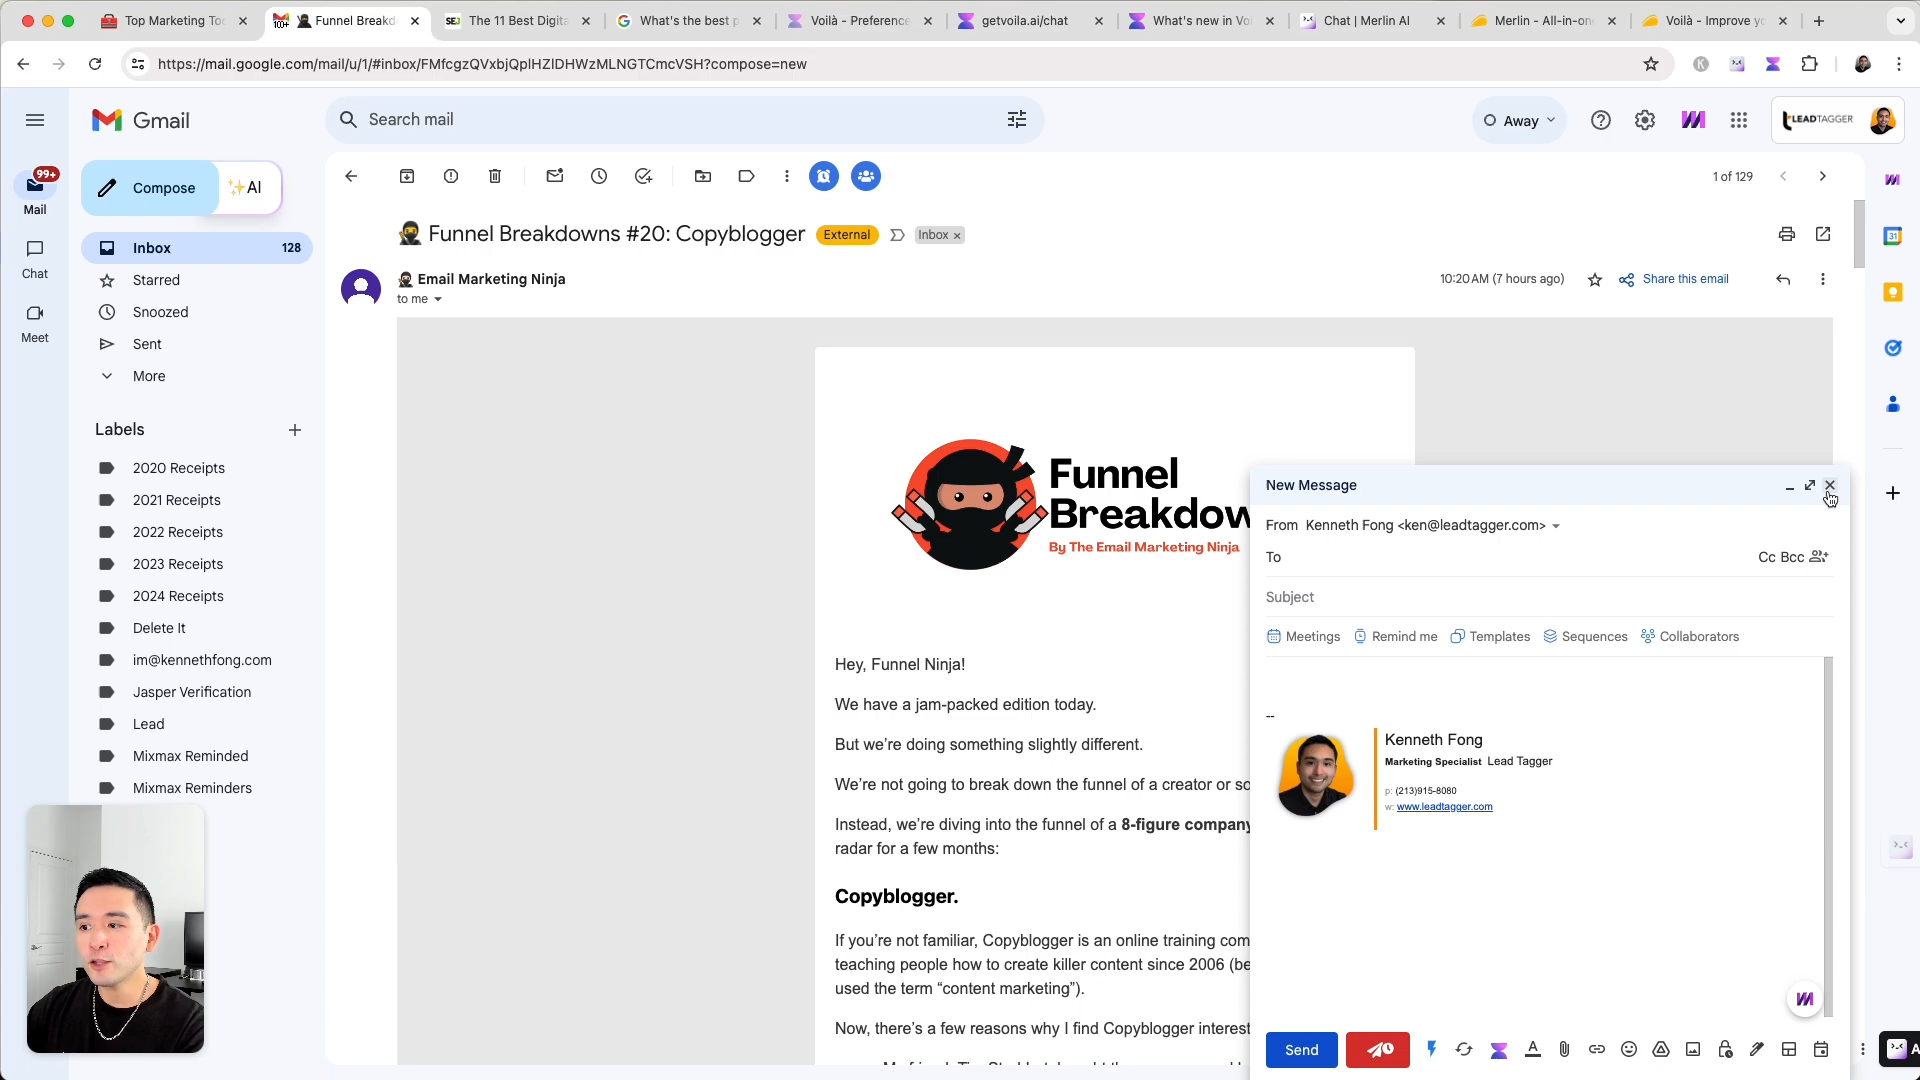 Top Marketing To
Funnel Breakd
The 11 Best Digita
What's the best p
Voilà - Preference
getvoila.ai/chat
What's new in Vo
Chat | Merlin AI
Merlin - All-in-on
Voilà - Improve yo
https://mail.google.com/mail/u/1/#inbox/FMfcgzQVxbjQplHZlDHWzMLNGTCmcVSH?compose=new
Gmail
Search mail
Away
LEADTAGGER
99+
Mail
Chat
Meet
Compose
AI
Inbox 128
Starred
Snoozed
Sent
More
Labels
2020 Receipts
2021 Receipts
2022 Receipts
2023 Receipts
2024 Receipts
Delete It
im@kennethfong.com
Jasper Verification
Lead
Mixmax Reminded
Mixmax Reminders
1 of 129
Funnel Breakdowns #20: Copyblogger External Inbox
Email Marketing Ninja
to me
10:20 AM (7 hours ago)
Share this email
Funnel
Breakdow
By The Email Marketing Ninja
Hey, Funnel Ninja!
We have a jam-packed edition today.
But we're doing something slightly different.
We're not going to break down the funnel of a creator or so
Instead, we're diving into the funnel of a 8-figure company
radar for a few months:
Copyblogger.
If you're not familiar, Copyblogger is an online training com
teaching people how to create killer content since 2006 (be
used the term "content marketing").
Now, there's a few reasons why I find Copyblogger interest
New Message
From Kenneth Fong <ken@leadtagger.com>
To
Cc Bcc
Subject
Meetings Remind me Templates Sequences Collaborators
--
Kenneth Fong
Marketing Specialist Lead Tagger
p: (213)915-8080
w: www.leadtagger.com
Send